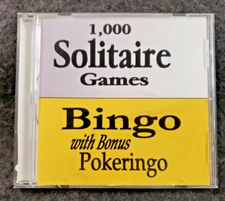 1,000
Solitaire
Games
Bingo
with Bonus
Pokeringo